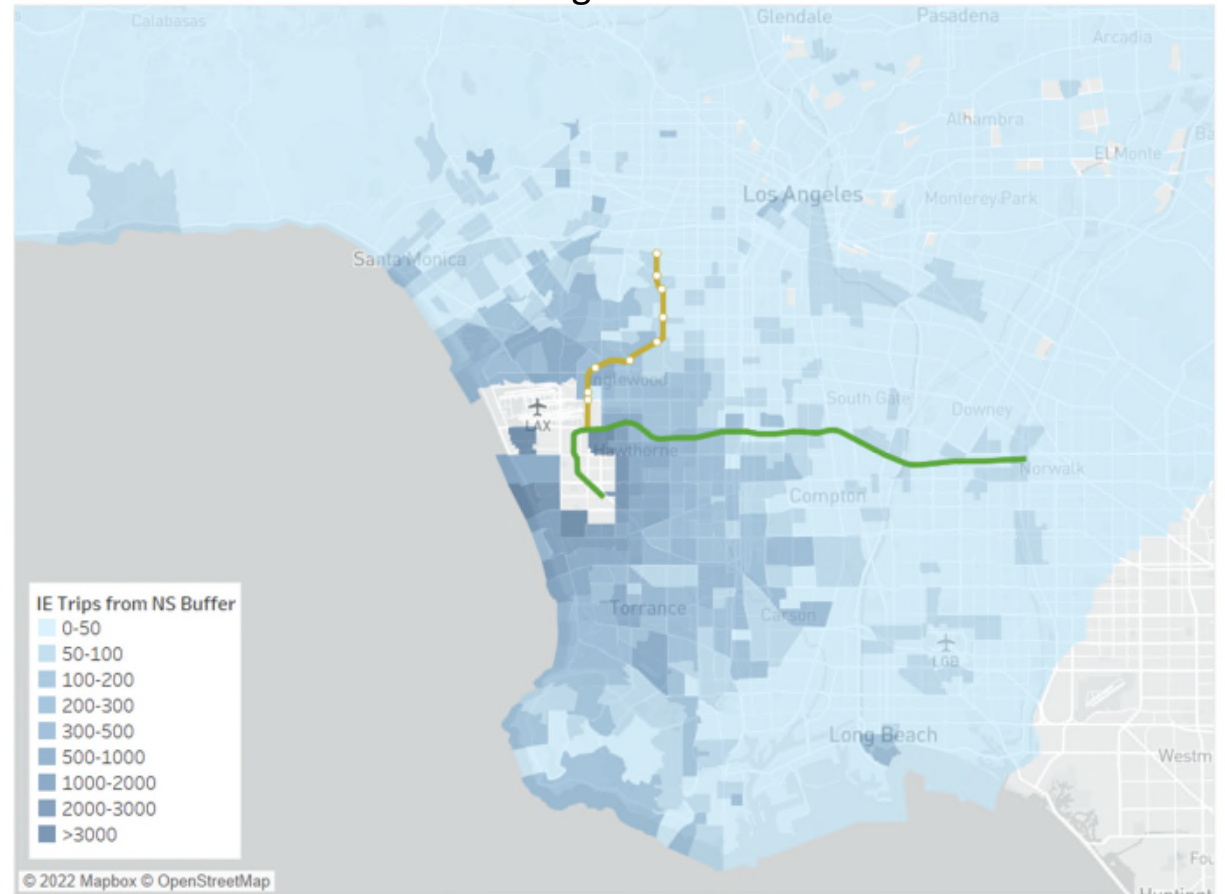 g
Calabasas
Glendale
Pasadena
Arcadia
Alhambra
El Monte
Ba
Los Angeles
Monterey Park
Santa Monica
Inglewood
LAX
South Gate
Downey
Hawthorne
Norwalk
Compton
Torrance
Carson
LGB
Long Beach
Westm
IE Trips from NS Buffer
0-50
50-100
100-200
200-300
300-500
500-1000
1000-2000
2000-3000
>3000
Fou
© 2022 Mapbox © OpenStreetMap